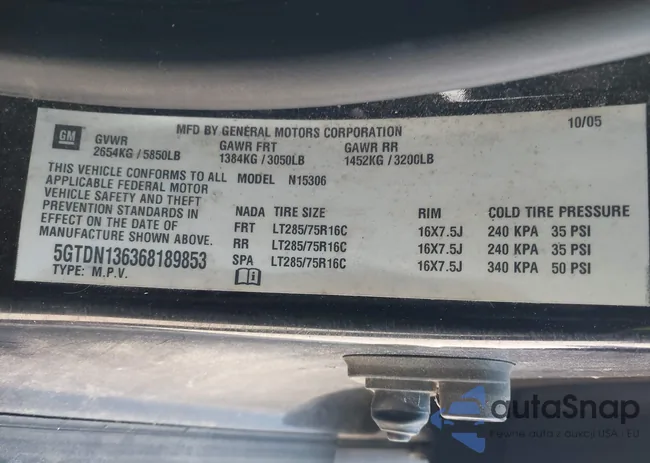 MFD BY GENERAL MOTORS CORPORATION 10/05
GM GVWR GAWR FRT GAWR RR
2654KG / 5850LB 1384KG / 3050LB 1452KG / 3200LB
THIS VEHICLE CONFORMS TO ALL MODEL N15306
APPLICABLE FEDERAL MOTOR
VEHICLE SAFETY AND THEFT
PREVENTION STANDARDS IN
EFFECT ON THE DATE OF
MANUFACTURE SHOWN ABOVE.
5GTDN136368189853
TYPE: M.P.V.
NADA TIRE SIZE RIM COLD TIRE PRESSURE
FRT LT285/75R16C 16X7.5J 240 KPA 35 PSI
RR LT285/75R16C 16X7.5J 240 KPA 35 PSI
SPA LT285/75R16C 16X7.5J 340 KPA 50 PSI
autaSnap
z aukcji USA EU